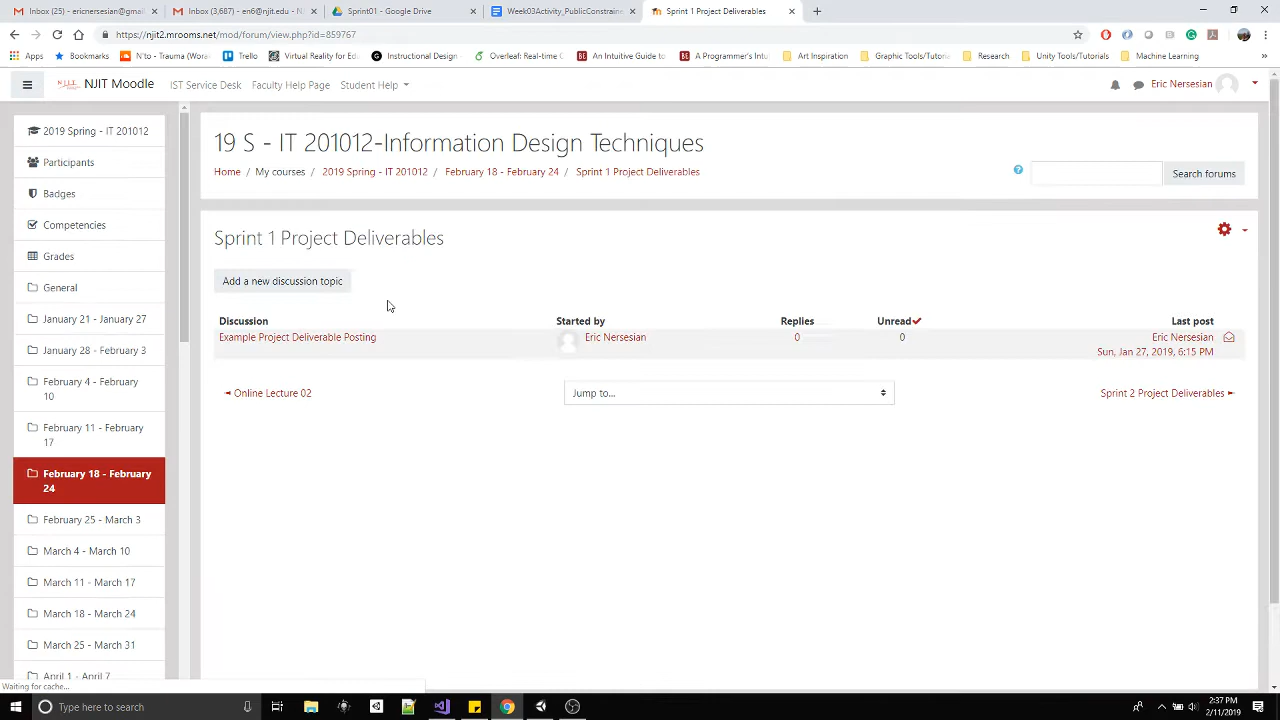 Inbox (25) - ericnersesian@gmail
Inbox (3,687) - en6@njit.edu - N
Sprint01 - Google Drive
Week03Activity_PublicConstraine
Sprint 1 Project Deliverables
https://njit2.mrooms.net/mod/forum/view.php?id=859767
Apps
Bookmarks
N'to - Trauma (Wore
Trello
Virtual Reality for E
Instructional Design
Overleaf: Real-time C
An Intuitive Guide to
A Programmer's Intu
Art Inspiration
Graphic Tools/Tutoria
Research
Unity Tools/Tutorials
Machine Learning
»
NJIT
NJIT Moodle
IST Service Desk
Faculty Help Page
Student Help
Eric Nersesian
2019 Spring - IT 201012
Participants
Badges
Competencies
Grades
General
January 21 - January 27
January 28 - February 3
February 4 - February
10
February 11 - February
17
February 18 - February
24
February 25 - March 3
March 4 - March 10
March 11 - March 17
March 18 - March 24
March 25 - March 31
April 1 - April 7
19 S - IT 201012-Information Design Techniques
Home / My courses / 2019 Spring - IT 201012 / February 18 - February 24 / Sprint 1 Project Deliverables
?
Search forums
Sprint 1 Project Deliverables
Add a new discussion topic
Discussion Started by Replies Unread Last post
Example Project Deliverable Posting Eric Nersesian 0 0 Eric Nersesian
Sun, Jan 27, 2019, 6:15 PM
◄ Online Lecture 02
Jump to...
Sprint 2 Project Deliverables ►
Waiting for cache...
Type here to search
2:37 PM
2/11/2019